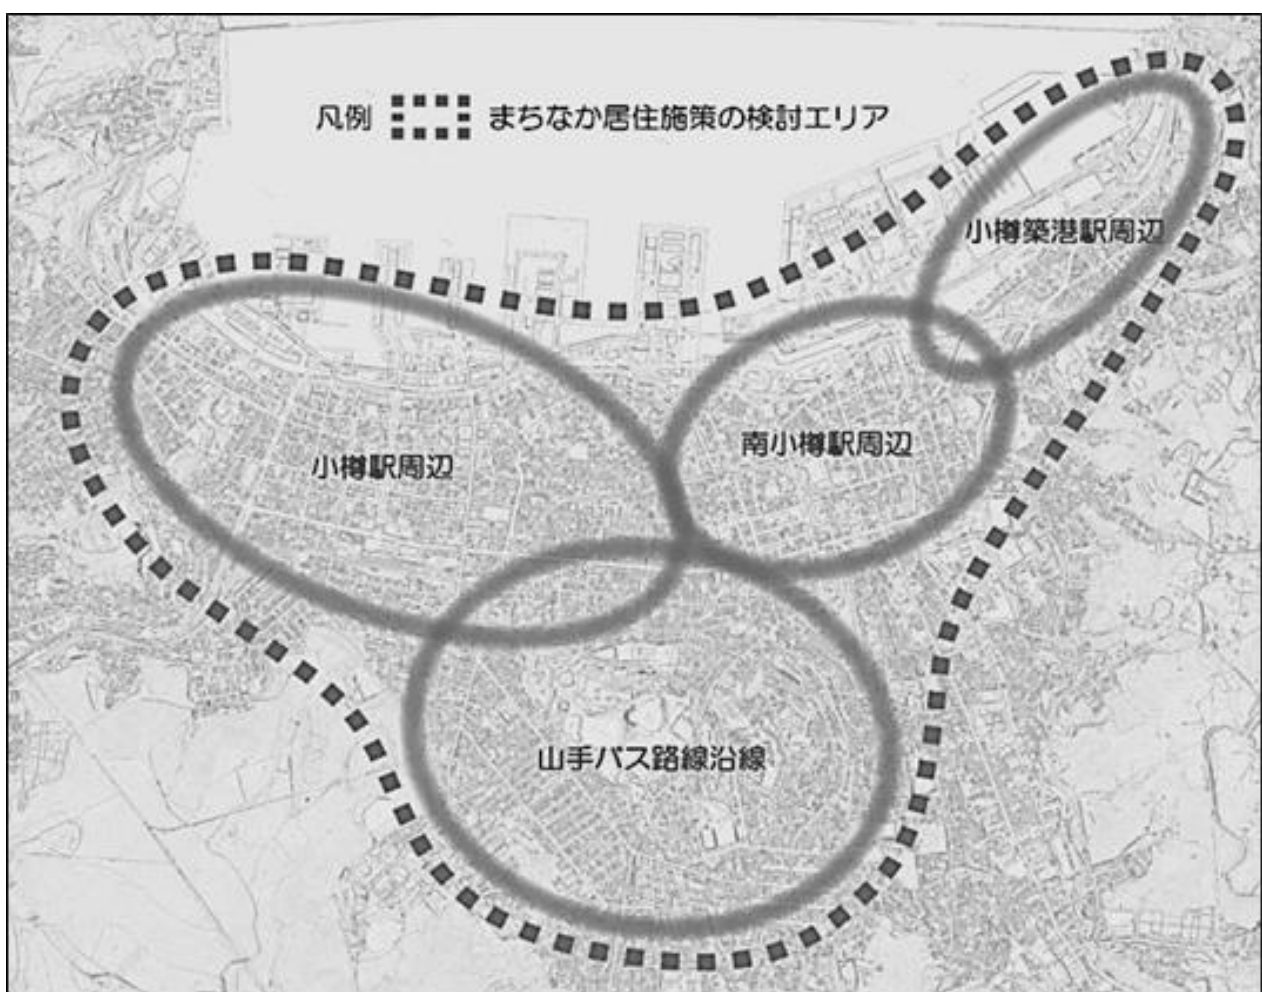 凡例 まちなか居住施策の検討エリア
小樽築港駅周辺
南小樽駅周辺
小樽駅周辺
山手バス路線沿線